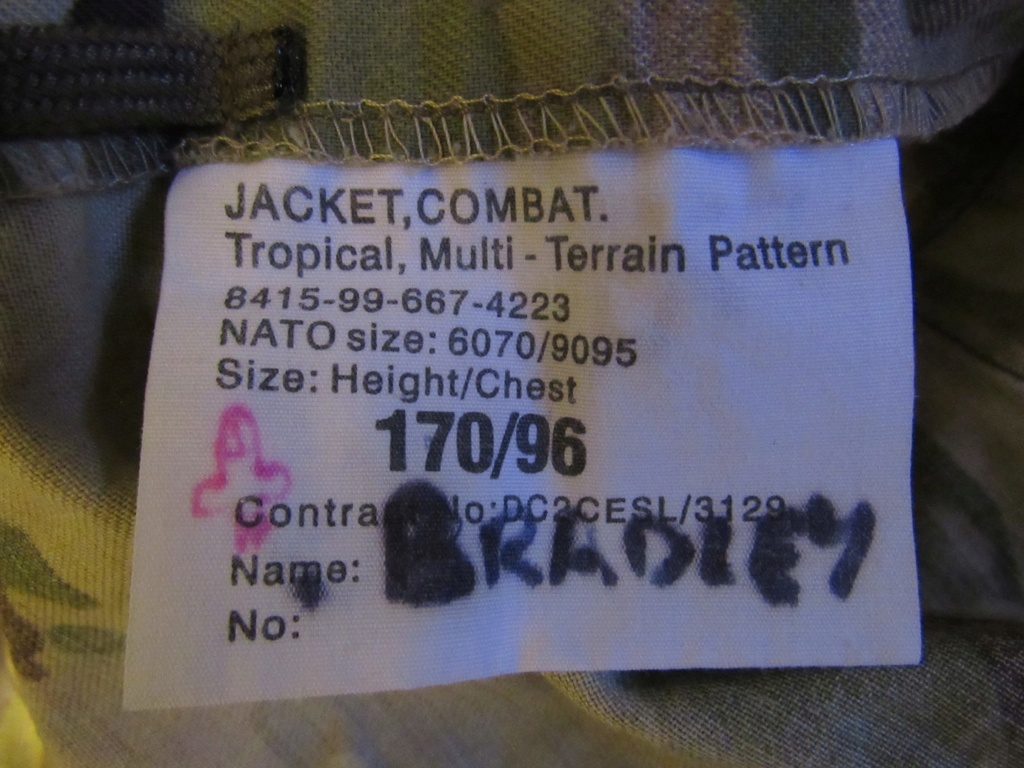 JACKET,COMBAT.
Tropical, Multi - Terrain Pattern
8415-99-667-4223
NATO size: 6070/9095
Size: Height/Chest
170/96
No:DC2CESL/3129
Name: BRADLEY
No: